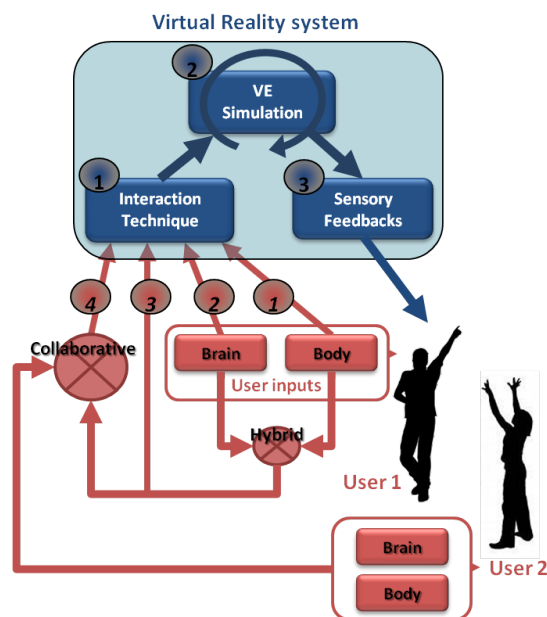 Virtual Reality system
2
VE
Simulation
1
Interaction
Technique
3
Sensory
Feedbacks
4
3
2
1
Collaborative
Brain
Body
User inputs
Hybrid
User 1
Brain
User 2
Body